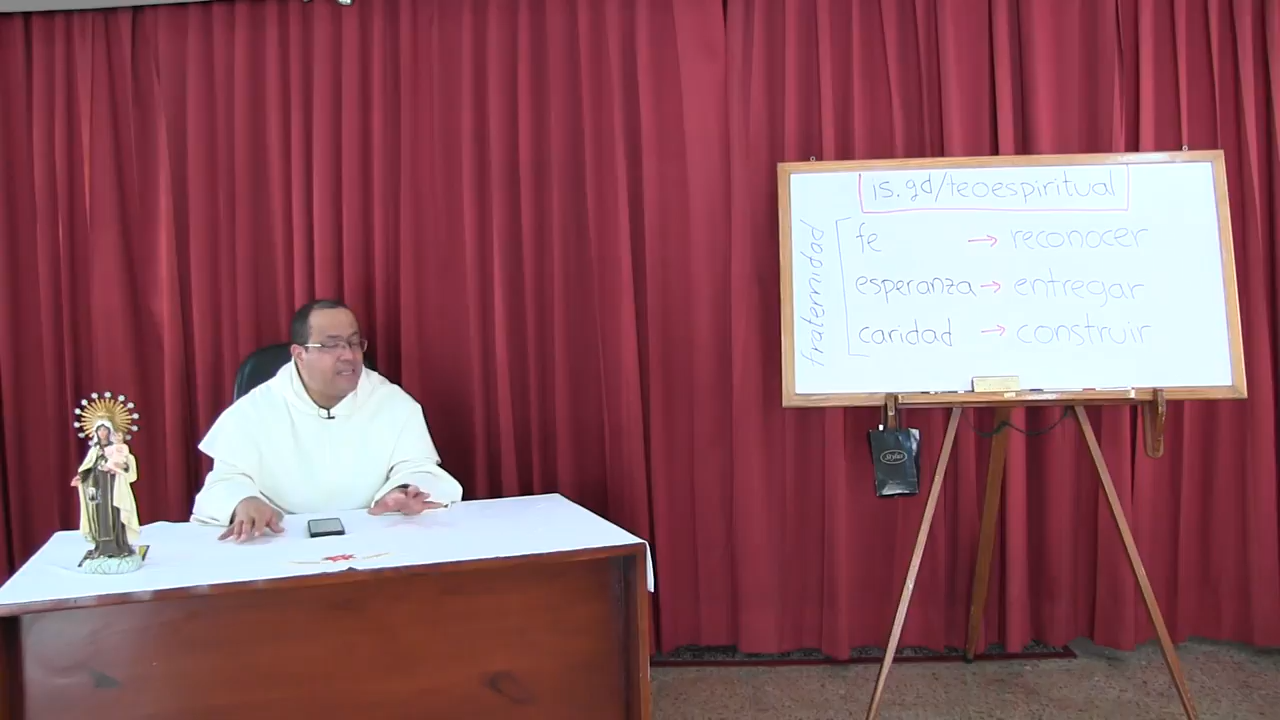 is.gd/teoespiritual
fraternidad
fe → reconocer
esperanza → entregar
caridad → construir
Stylus